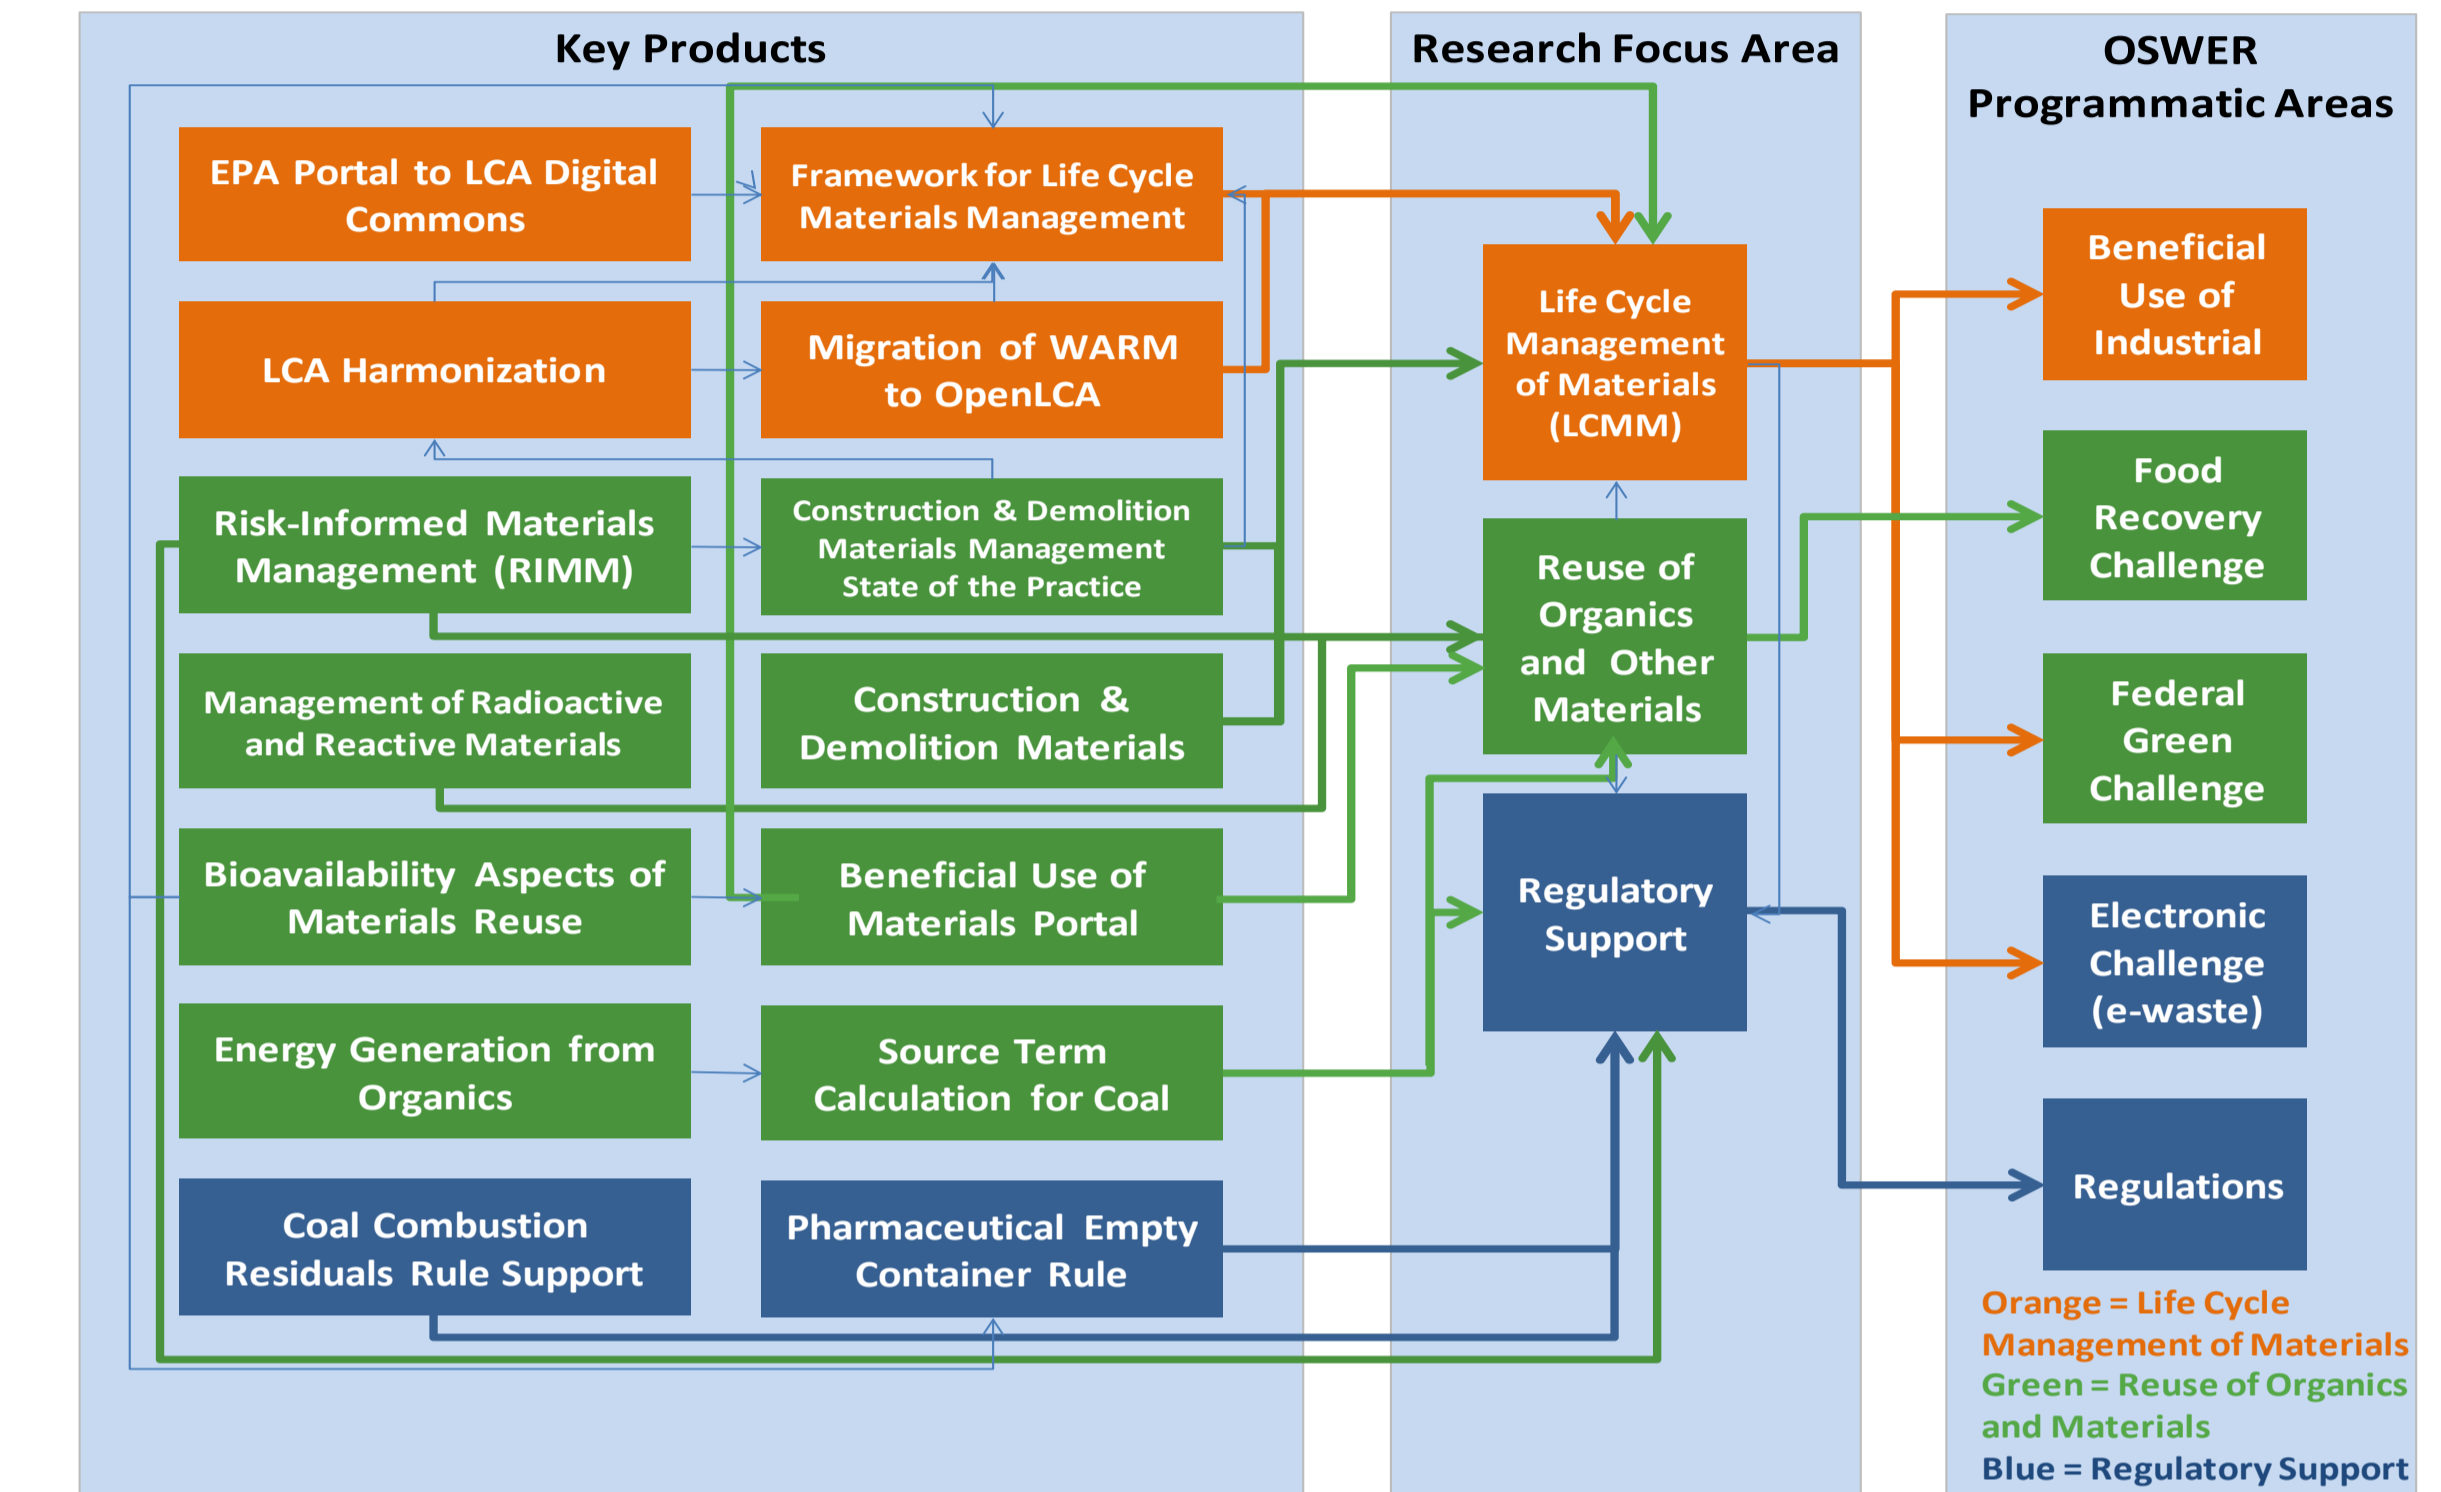 Key Products
EPA Portal to LCA Digital
Commons
Framework for Life Cycle
Materials Management
LCA Harmonization
Migration of WARM
to OpenLCA
Risk-Informed Materials
Management (RIMM)
Construction & Demolition
Materials Management
State of the Practice
Management of Radioactive
and Reactive Materials
Construction &
Demolition Materials
Bioavailability Aspects of
Materials Reuse
Beneficial Use of
Materials Portal
Energy Generation from
Organics
Source Term
Calculation for Coal
Coal Combustion
Residuals Rule Support
Pharmaceutical Empty
Container Rule
Research Focus Area
Life Cycle
Management
of Materials
(LCMM)
Reuse of
Organics
and Other
Materials
Regulatory
Support
OSWER
Programmatic Areas
Beneficial
Use of
Industrial
Food
Recovery
Challenge
Federal
Green
Challenge
Electronic
Challenge
(e-waste)
Regulations
Orange = Life Cycle
Management of Materials
Green = Reuse of Organics
and Materials
Blue = Regulatory Support